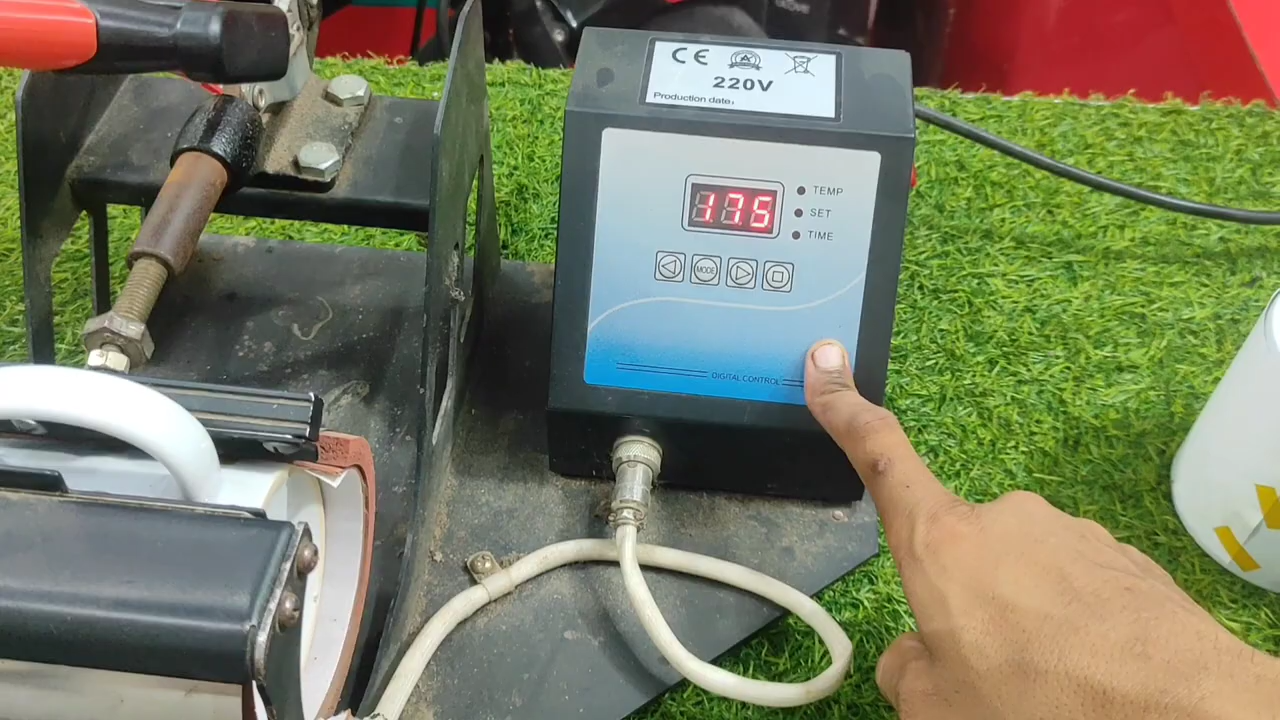 CE
220V
Production date:
175
TEMP
SET
TIME
MODE
DIGITAL CONTROL